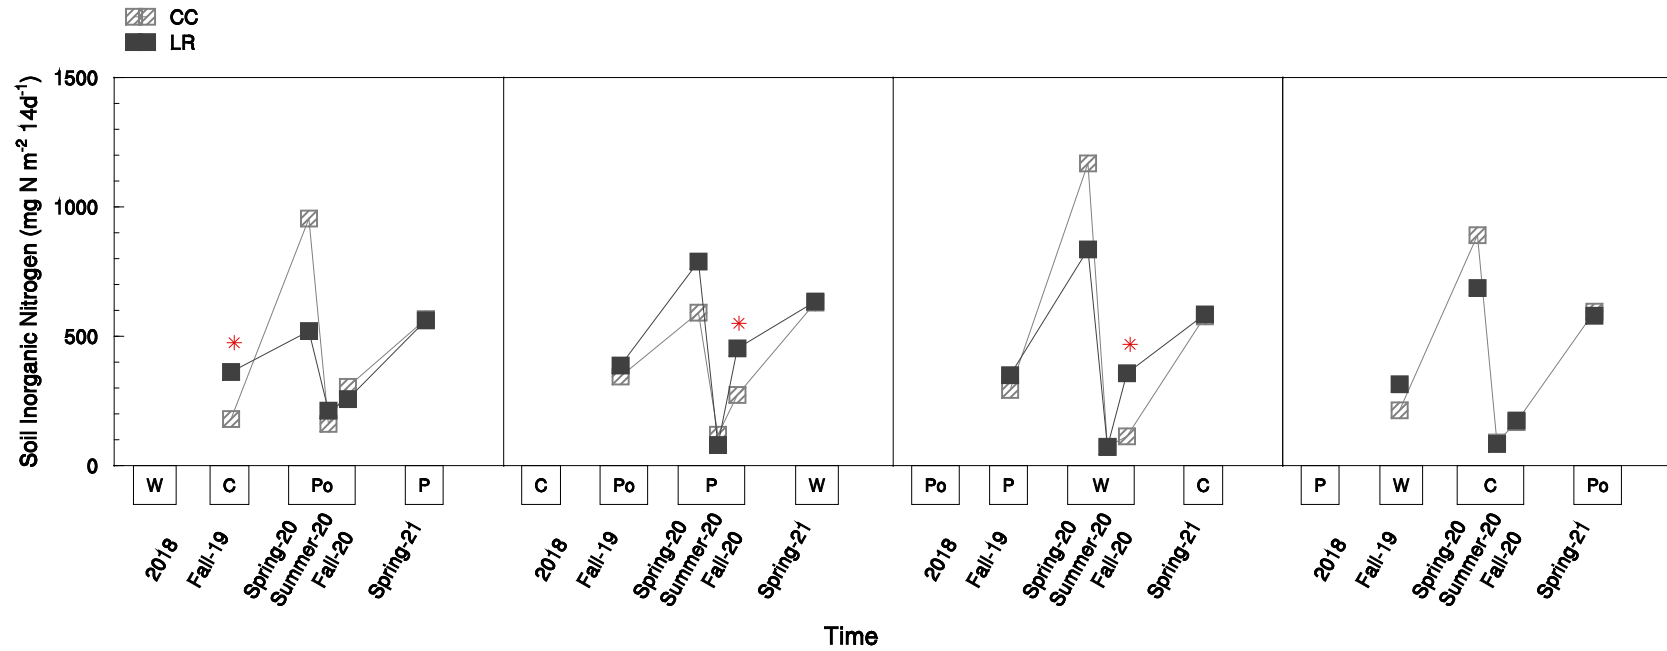 CC
LR
Soil Inorganic Nitrogen (mg N m-2 14d-1)
1500
1000
500
0
W C Po P
C Po P W
Po P W C
P W C Po
2018 Fall-19 Spring-20 Summer-20 Fall-20 Spring-21
2018 Fall-19 Spring-20 Summer-20 Fall-20 Spring-21
2018 Fall-19 Spring-20 Summer-20 Fall-20 Spring-21
2018 Fall-19 Spring-20 Summer-20 Fall-20 Spring-21
Time